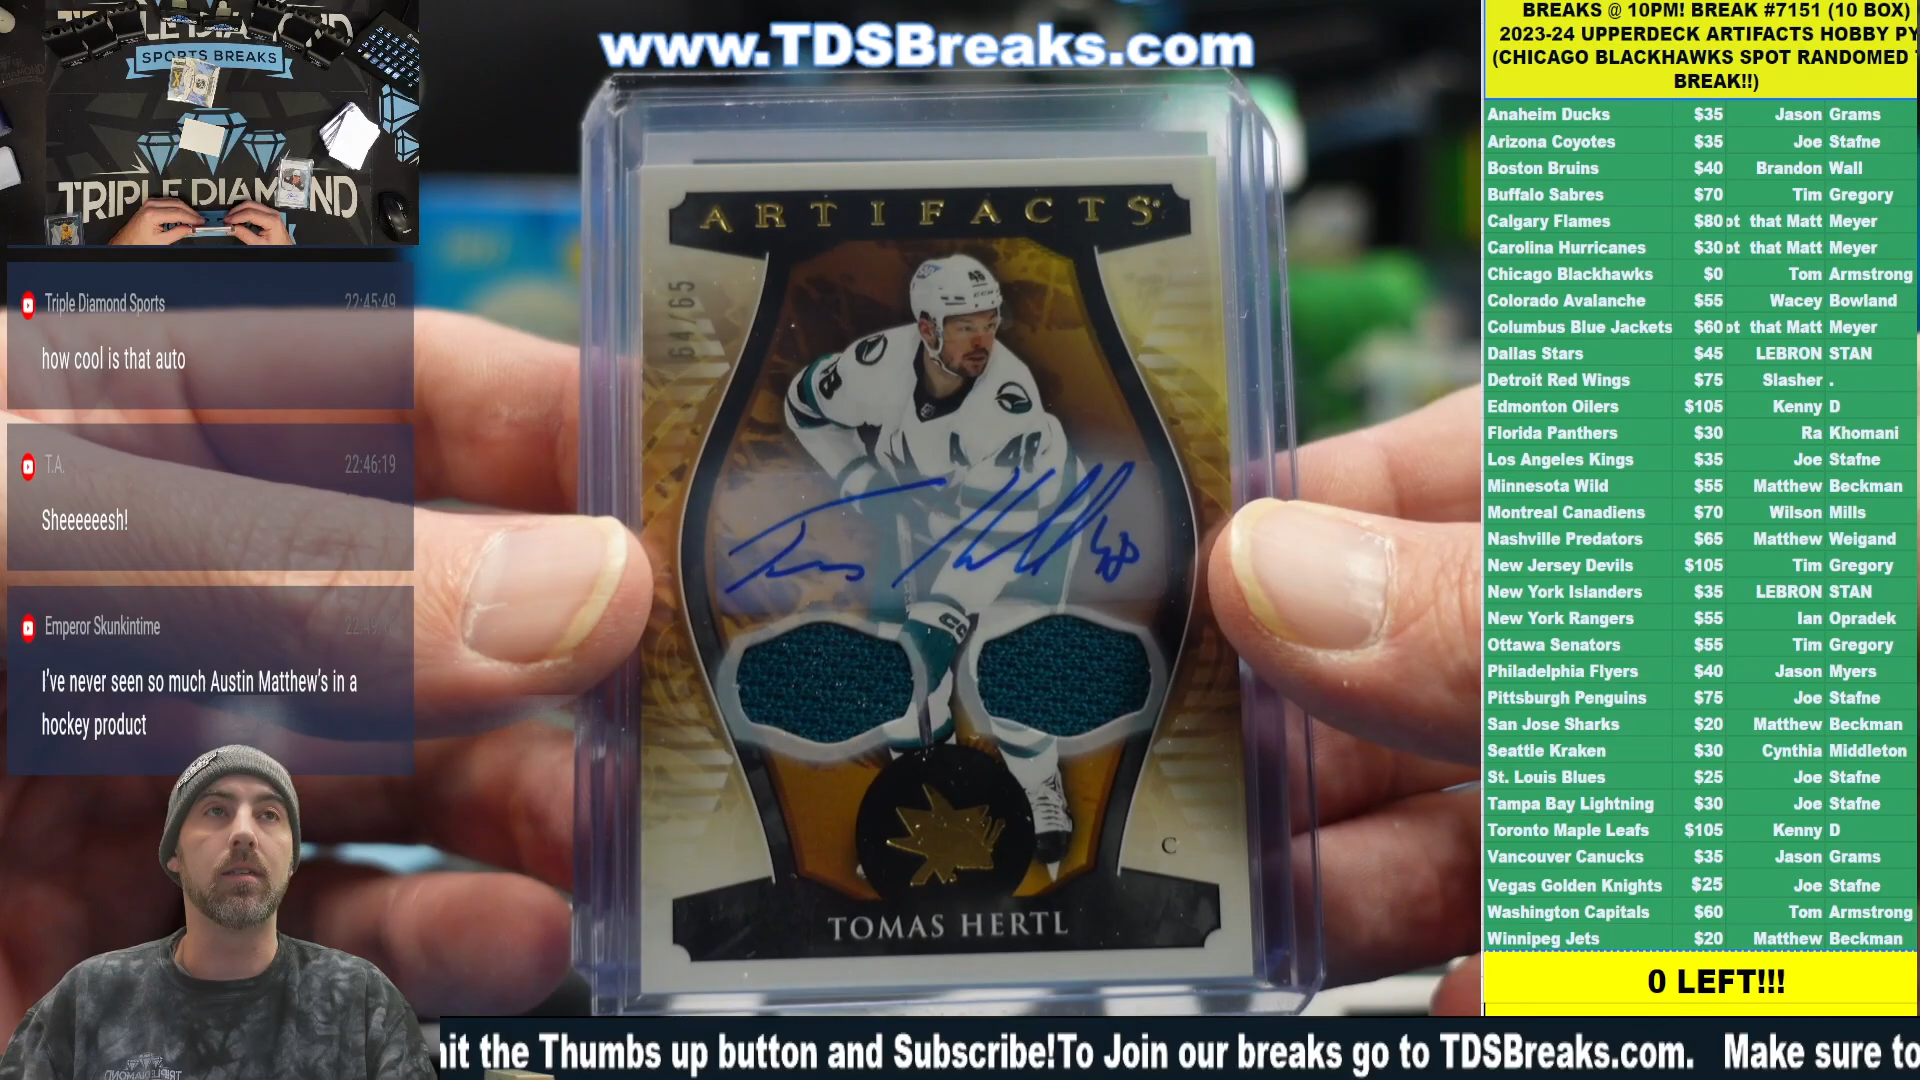 TRIPLE DIAMOND
SPORTS BREAKS
TRIPLE DIAMOND
Triple Diamond Sports 22:45:49
how cool is that auto
T.A. 22:46:19
Sheeeeeesh!
Emperor Skunkintime
I've never seen so much Austin Matthew's in a
hockey product
www.TDSBreaks.com
ARTIFACTS
64/65
48
48
Tomas Hertl 48
C
TOMAS HERTL
BREAKS @ 10PM! BREAK #7151 (10 BOX)
2023-24 UPPERDECK ARTIFACTS HOBBY PY
(CHICAGO BLACKHAWKS SPOT RANDOMED
BREAK!!)
Anaheim Ducks $35 Jason Grams
Arizona Coyotes $35 Joe Stafne
Boston Bruins $40 Brandon Wall
Buffalo Sabres $70 Tim Gregory
Calgary Flames $80 ot that Matt Meyer
Carolina Hurricanes $30 ot that Matt Meyer
Chicago Blackhawks $0 Tom Armstrong
Colorado Avalanche $55 Wacey Bowland
Columbus Blue Jackets $60 ot that Matt Meyer
Dallas Stars $45 LEBRON STAN
Detroit Red Wings $75 Slasher .
Edmonton Oilers $105 Kenny D
Florida Panthers $30 Ra Khomani
Los Angeles Kings $35 Joe Stafne
Minnesota Wild $55 Matthew Beckman
Montreal Canadiens $70 Wilson Mills
Nashville Predators $65 Matthew Weigand
New Jersey Devils $105 Tim Gregory
New York Islanders $35 LEBRON STAN
New York Rangers $55 Ian Opradek
Ottawa Senators $55 Tim Gregory
Philadelphia Flyers $40 Jason Myers
Pittsburgh Penguins $75 Joe Stafne
San Jose Sharks $20 Matthew Beckman
Seattle Kraken $30 Cynthia Middleton
St. Louis Blues $25 Joe Stafne
Tampa Bay Lightning $30 Joe Stafne
Toronto Maple Leafs $105 Kenny D
Vancouver Canucks $35 Jason Grams
Vegas Golden Knights $25 Joe Stafne
Washington Capitals $60 Tom Armstrong
Winnipeg Jets $20 Matthew Beckman
0 LEFT!!!
hit the Thumbs up button and Subscribe!To Join our breaks go to TDSBreaks.com. Make sure to